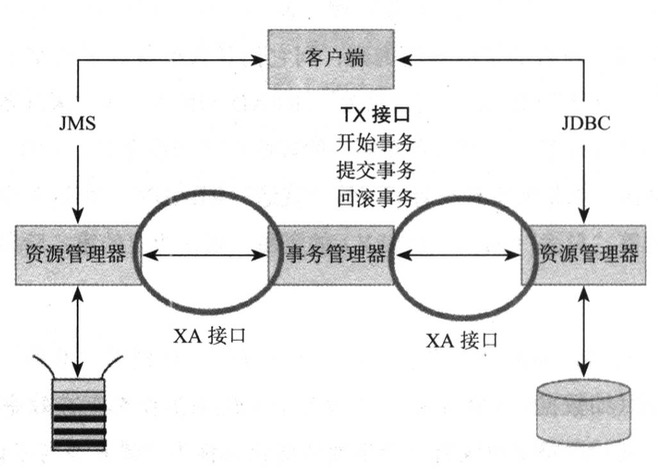 客户端
TX 接口
JMS
JDBC
开始事务
提交事务
回滚事务
资源管理器
事务管理器
资源管理器
XA 接口
XA 接口